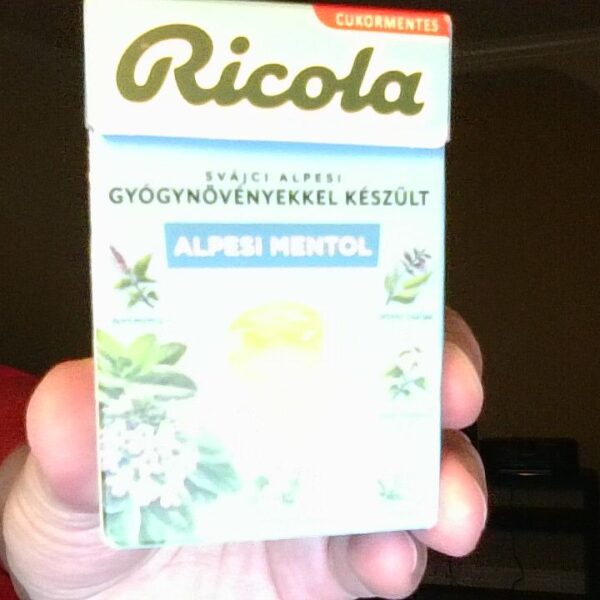 CUKORMENTES
Ricola
SVÁJCI ALPESI
GYÓGYNÖVÉNYEKKEL KÉSZÜLT
ALPESI MENTOL